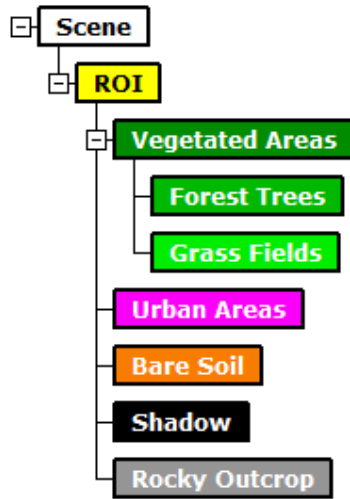 Scene
ROI
Vegetated Areas
Forest Trees
Grass Fields
Urban Areas
Bare Soil
Shadow
Rocky Outcrop